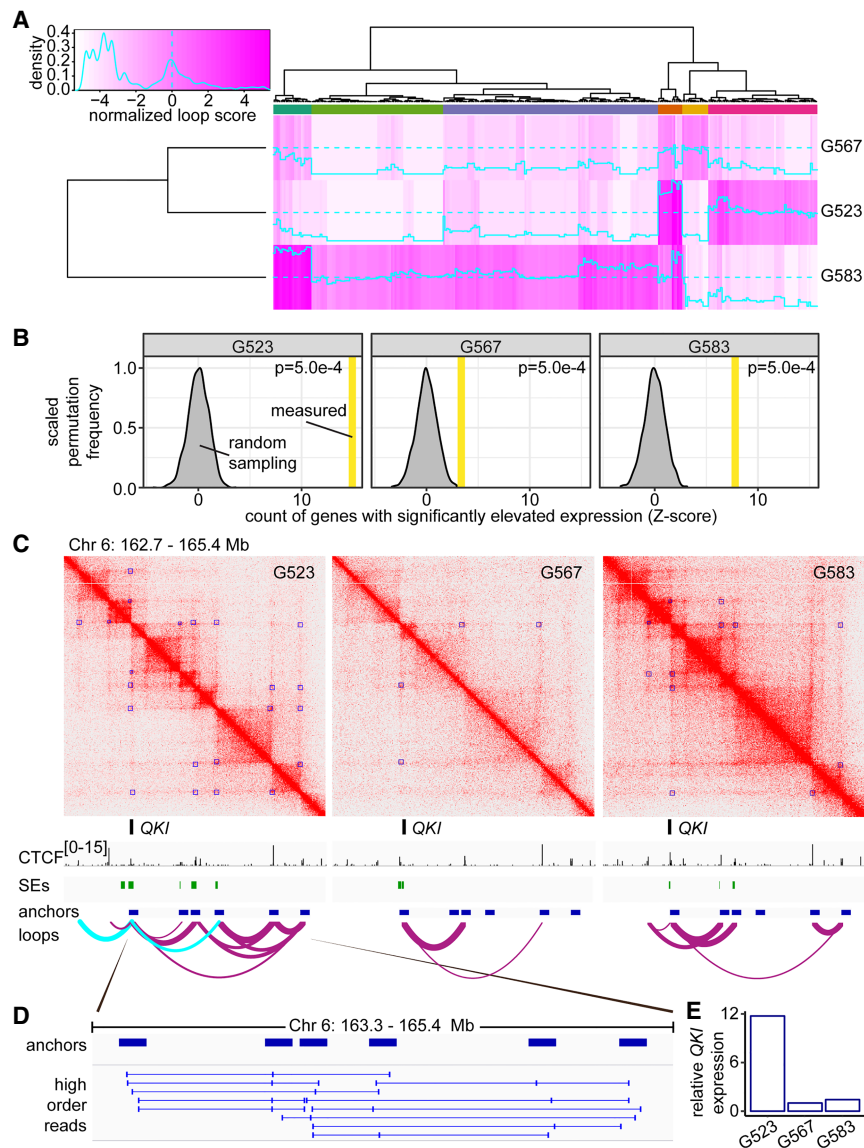 A
density
0.4
0.3
0.2
0.1
0.0
−4 −2 0 2 4
normalized loop score
G567
G523
G583
B
G523 G567 G583
p=5.0e-4 p=5.0e-4 p=5.0e-4
scaled
permutation
frequency
1.0
0.5
0.0
measured
random
sampling
0 10 0 10 0 10
count of genes with significantly elevated expression (Z-score)
C
Chr 6: 162.7 - 165.4 Mb
G523 G567 G583
QKI QKI QKI
CTCF [0-15]
SEs
anchors
loops
D
Chr 6: 163.3 - 165.4 Mb
anchors
high
order
reads
E
relative QKI
expression
12
6
0
G523 G567 G583